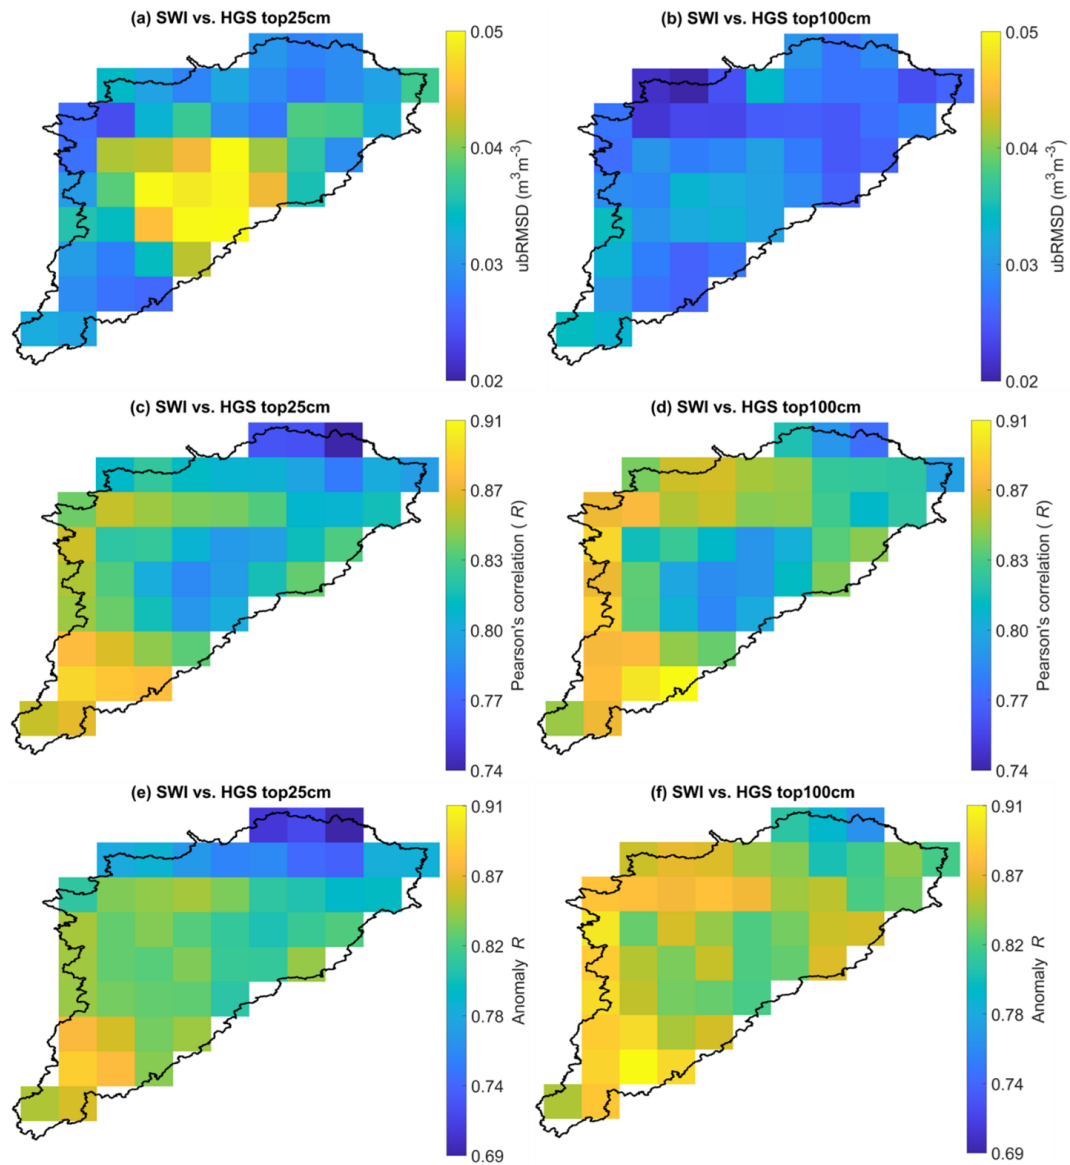 (a) SWI vs. HGS top25cm
0.05
0.04
0.03
0.02
ubRMSD (m³m⁻³)
(b) SWI vs. HGS top100cm
0.05
0.04
0.03
0.02
ubRMSD (m³m⁻³)
(c) SWI vs. HGS top25cm
0.91
0.87
0.83
0.80
0.77
0.74
Pearson's correlation ( R)
(d) SWI vs. HGS top100cm
0.91
0.87
0.83
0.80
0.77
0.74
Pearson's correlation ( R)
(e) SWI vs. HGS top25cm
0.91
0.87
0.82
0.78
0.74
0.69
Anomaly R
(f) SWI vs. HGS top100cm
0.91
0.87
0.82
0.78
0.74
0.69
Anomaly R